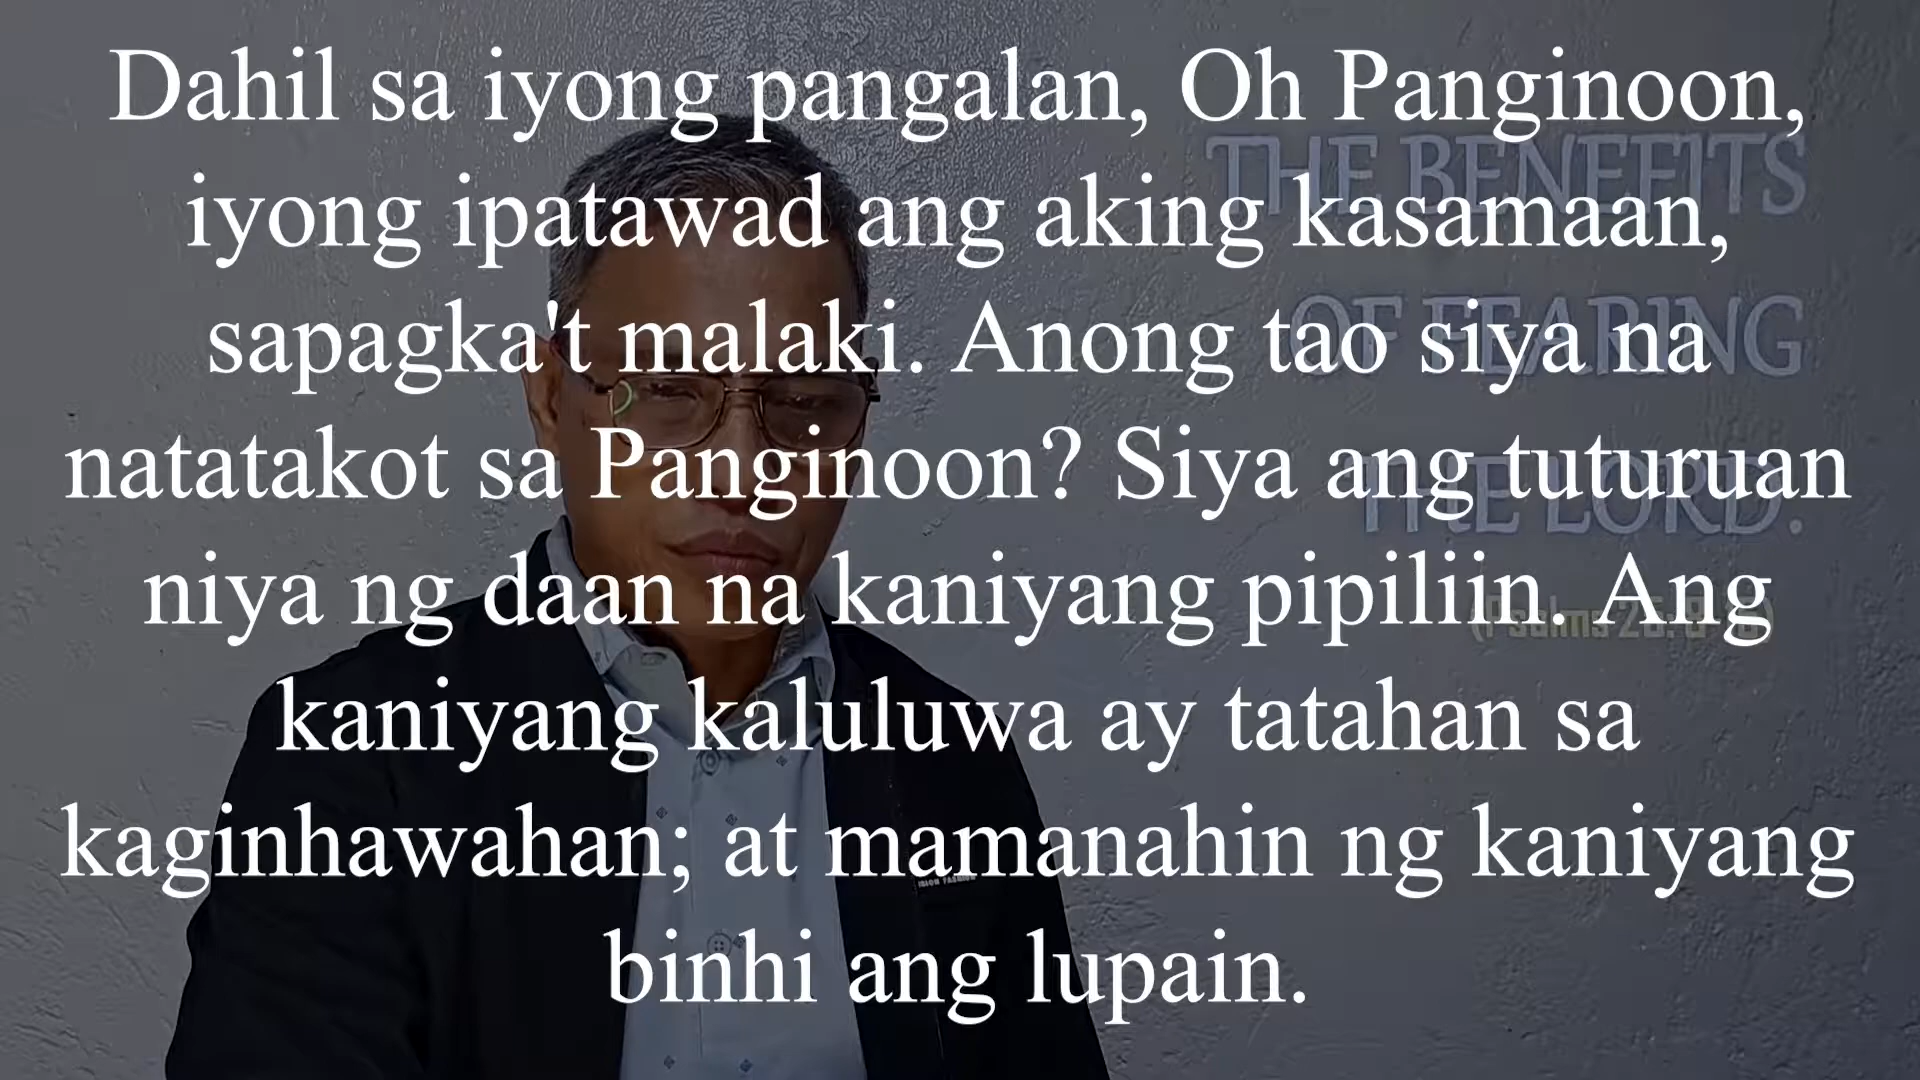 Dahil sa iyong pangalan, Oh Panginoon,
iyong ipatawad ang aking kasamaan,
sapagka't malaki. Anong tao siya na
natatakot sa Panginoon? Siya ang tuturuan
niya ng daan na kaniyang pipiliin. Ang
kaniyang kaluluwa ay tatahan sa
kaginhawahan; at mamanahin ng kaniyang
binhi ang lupain.
THE BENEFITS
OF FEARING
THE LORD.
(Psalms 25: